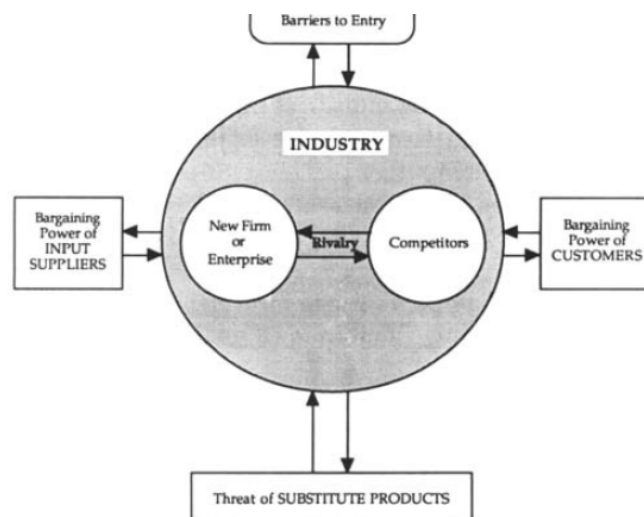 Barriers to Entry
INDUSTRY
Bargaining
Power of
INPUT
SUPPLIERS
New Firm
or
Enterprise
Rivalry
Competitors
Bargaining
Power of
CUSTOMERS
Threat of SUBSTITUTE PRODUCTS